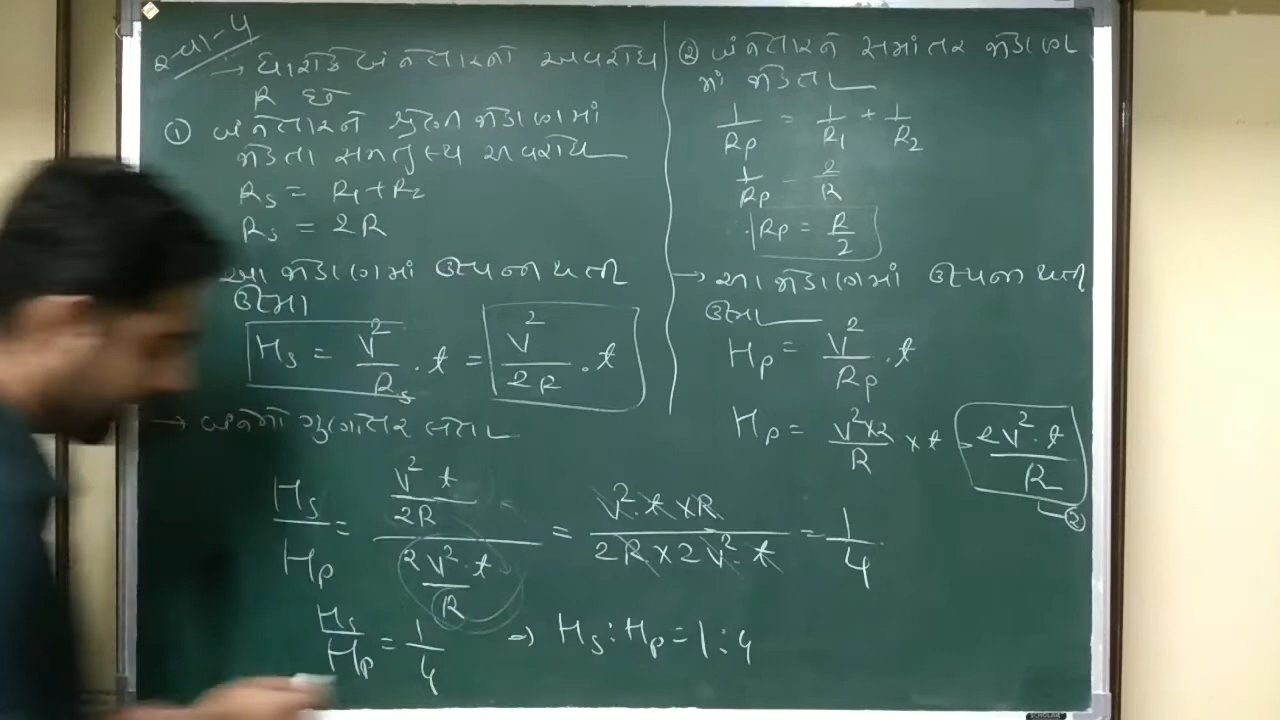 → ધારોકે બંને તારનો અવરોધ
R છે
① બંને તારને શ્રેણી જોડાણમાં
જોડતા સમતુલ્ય અવરોધ
Rs = R1 + R2
Rs = 2R
આ જોડાણમાં ઉત્પન્ન થતી
ઉષ્મા
Hs = V²/Rs . t = V²/2R . t
→ બંનેનો ગુણોત્તર લેતા
② બંને તારને સમાંતર જોડાણ
માં જોડતા
1/Rp = 1/R1 + 1/R2
1/Rp = 2/R
Rp = R/2
→ આ જોડાણમાં ઉત્પન્ન થતી
ઉષ્મા
Hp = V²/Rp . t
Hp = V²×2/R × t = 2V².t/R
②
Hs/Hp = (V² t/2R)/(2V².t/R) = V².t×R/2R×2V².t = 1/4
Hs/Hp = 1/4 ⇒ Hs : Hp = 1 : 4